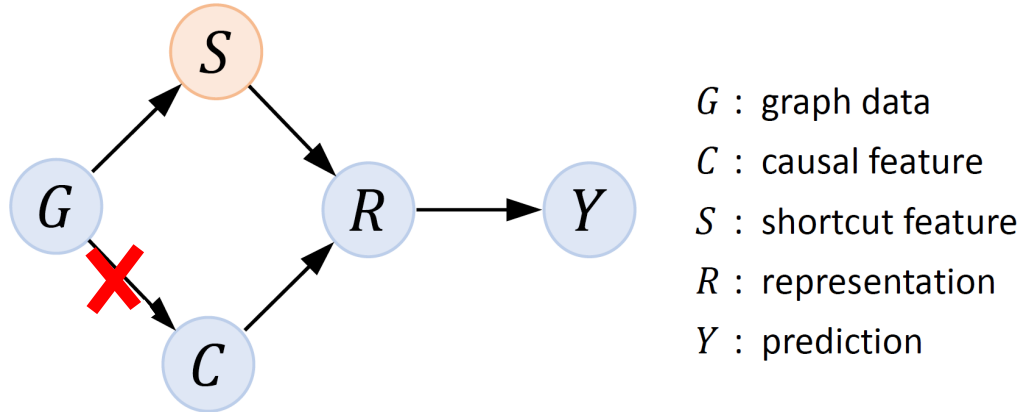 S
G
R
Y
C
G : graph data
C : causal feature
S : shortcut feature
R : representation
Y : prediction